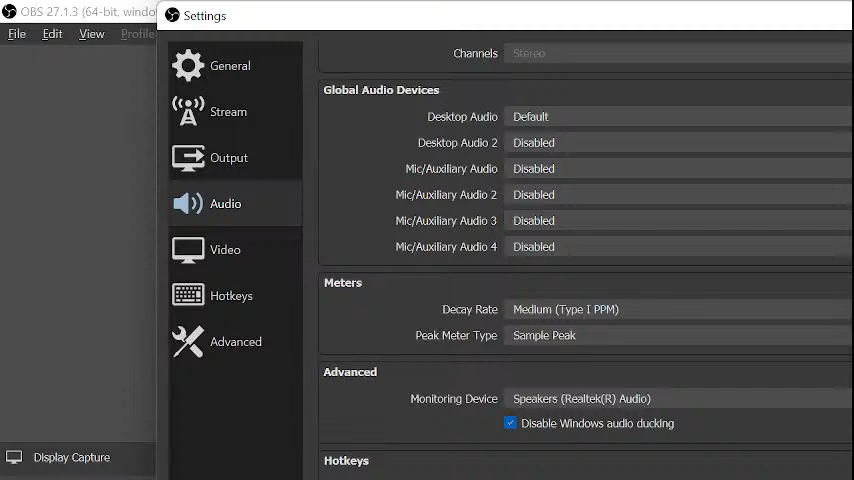 OBS 27.1.3 (64-bit, windo
Settings
File Edit View Profile
General
Stream
Output
Audio
Video
Hotkeys
Advanced
Channels Stereo
Global Audio Devices
Desktop Audio Default
Desktop Audio 2 Disabled
Mic/Auxiliary Audio Disabled
Mic/Auxiliary Audio 2 Disabled
Mic/Auxiliary Audio 3 Disabled
Mic/Auxiliary Audio 4 Disabled
Meters
Decay Rate Medium (Type I PPM)
Peak Meter Type Sample Peak
Advanced
Monitoring Device Speakers (Realtek(R) Audio)
Disable Windows audio ducking
Hotkeys
Display Capture